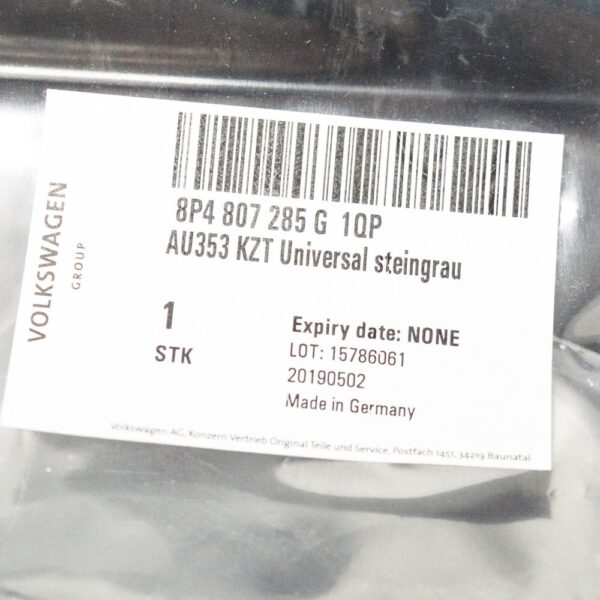 VOLKSWAGEN
GROUP
8P4 807 285 G 1QP
AU353 KZT Universal steingrau
1
STK
Expiry date: NONE
LOT: 15786061
20190502
Made in Germany
Volkswagen AG, Konzern Vertrieb Original Teile und Service, Postfach 1451, 34219 Baunatal